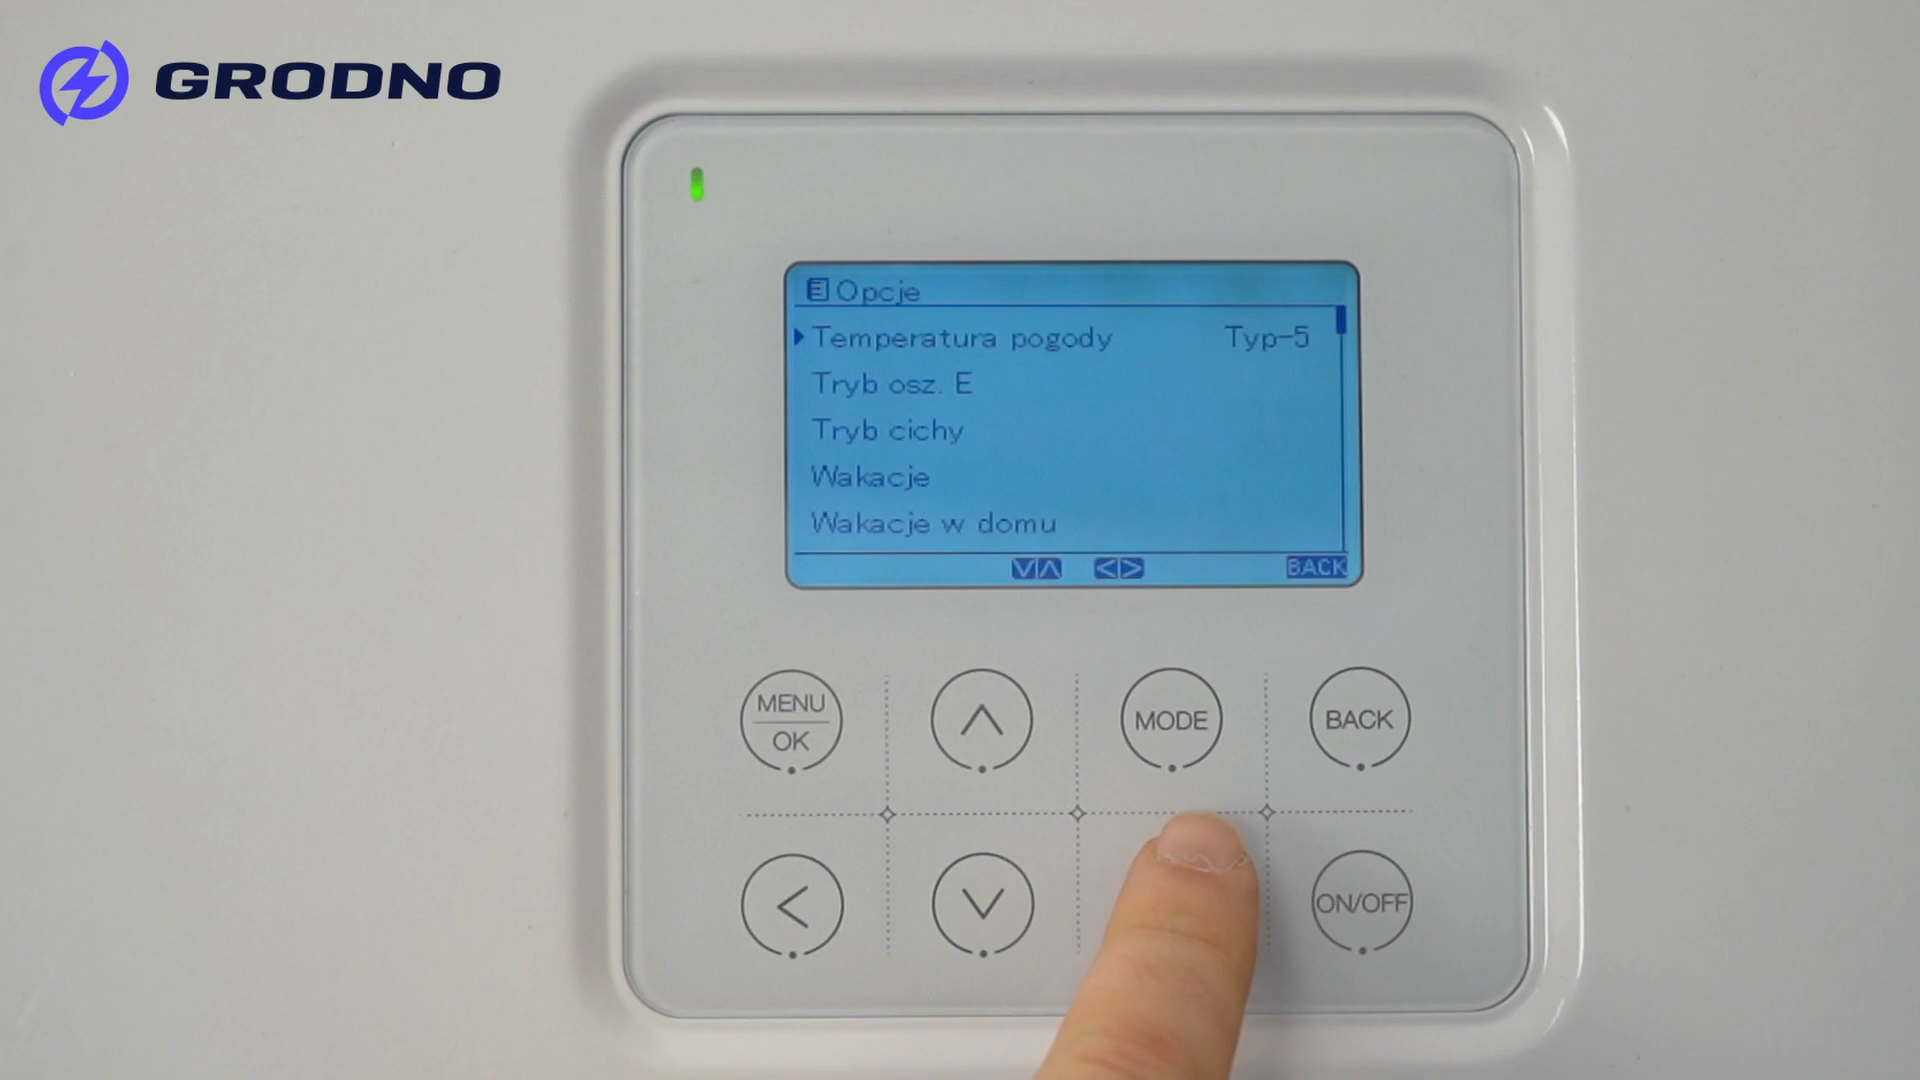 GRODNO
Opcje
Temperatura pogody Typ-5
Tryb osz. E
Tryb cichy
Wakacje
Wakacje w domu
BACK
MENU
OK
MODE
BACK
ON/OFF